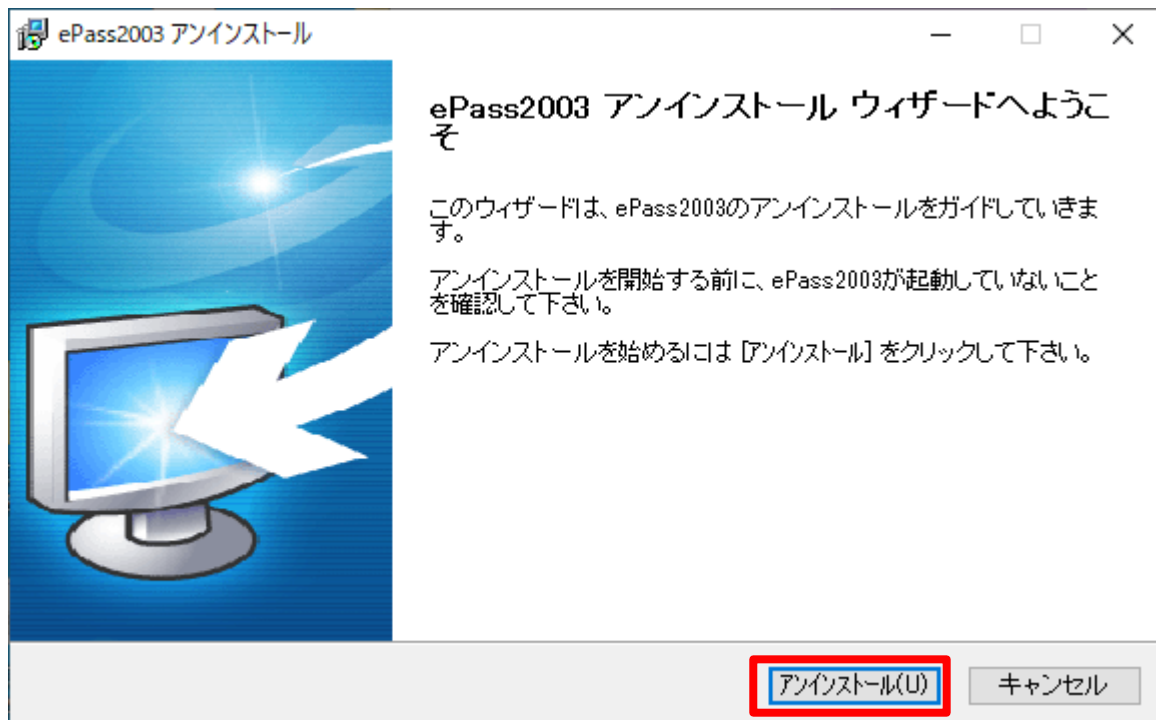 ePass2003 アンインストール
ePass2003 アンインストール ウィザードへようこ
そ
このウィザードは、ePass2003のアンインストールをガイドしていきま
す。
アンインストールを開始する前に、ePass2003が起動していないこと
を確認して下さい。
アンインストールを始めるには [アンインストール] をクリックして下さい。
アンインストール(U)
キャンセル